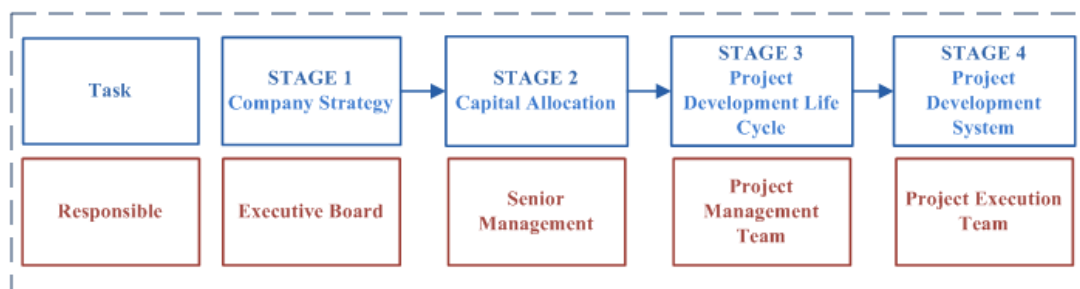 Task
STAGE 1
Company Strategy
STAGE 2
Capital Allocation
STAGE 3
Project
Development Life
Cycle
STAGE 4
Project
Development
System
Responsible
Executive Board
Senior
Management
Project
Management
Team
Project Execution
Team